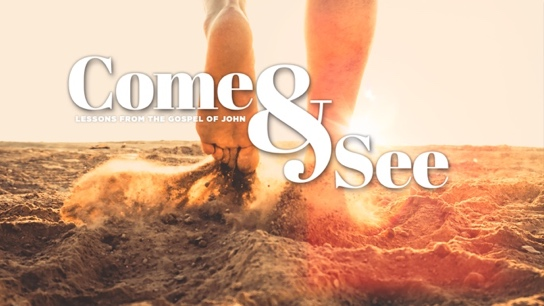 Come
LESSONS FROM THE GOSPEL OF JOHN
&
See